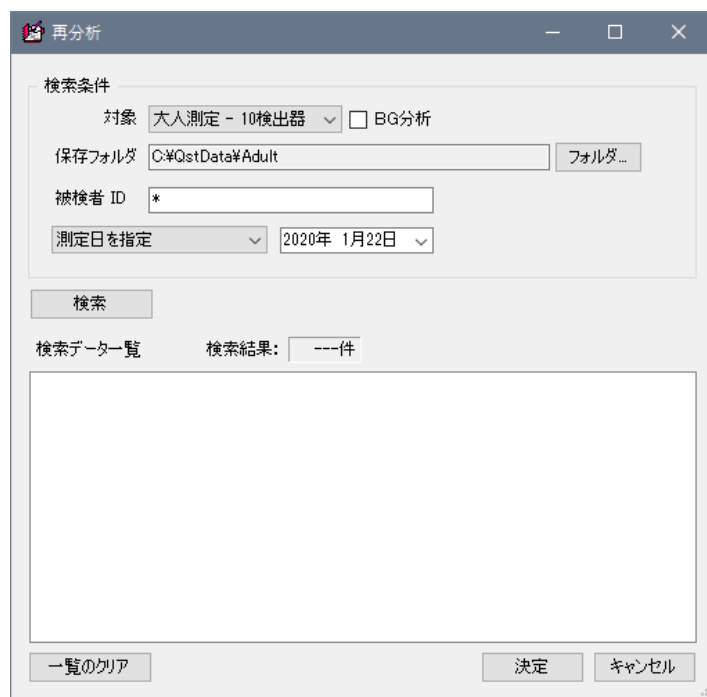 再分析
検索条件
対象 大人測定 - 10検出器 BG分析
保存フォルダ C:¥QstData¥Adult フォルダ...
被検者 ID *
測定日を指定 2020年 1月22日
検索
検索データ一覧 検索結果: ---件
一覧のクリア 決定 キャンセル